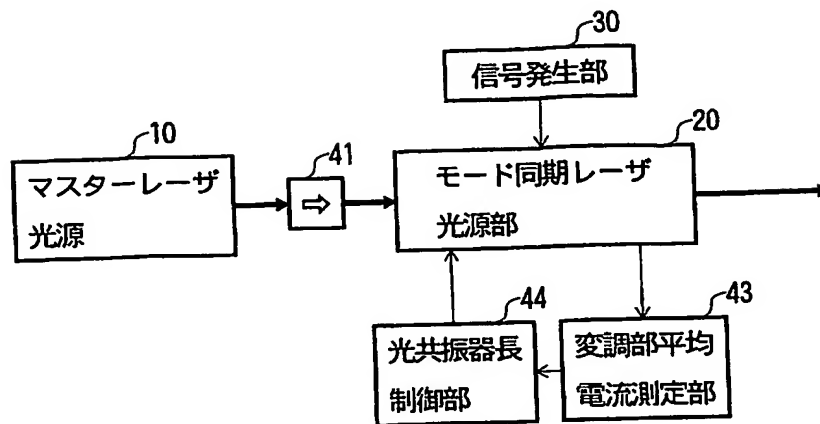 30
信号発生部
10
マスターレーザ
光源
41
⇨
20
モード同期レーザ
光源部
44
光共振器長
制御部
43
変調部平均
電流測定部